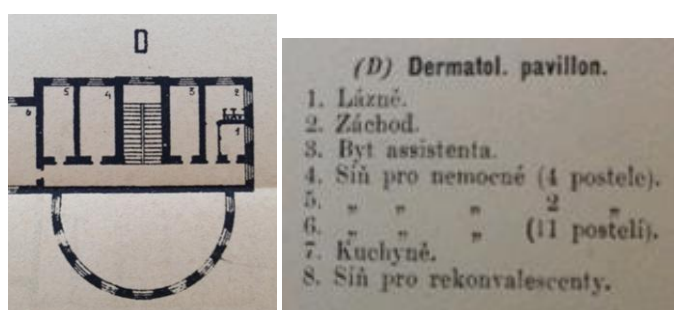 D
5
4
3
2
6
1
(D) Dermatol. pavillon.
1. Lázně.
2. Záchod.
3. Byt assistenta.
4. Síň pro nemocné (4 postele).
5. „ „ „ 2 „
6. „ „ „ (11 postelí).
7. Kuchyně.
8. Síň pro rekonvalescenty.